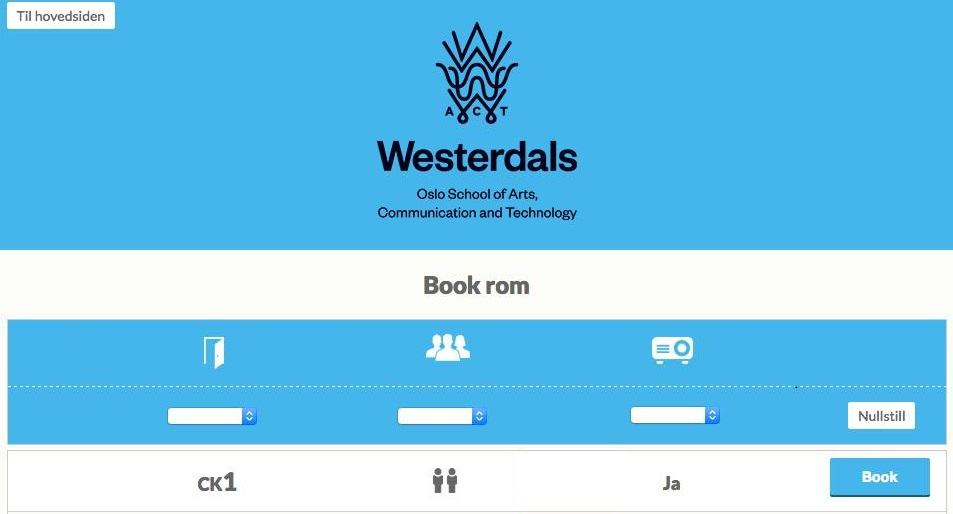 Til hovedsiden
A C T
Westerdals
Oslo School of Arts,
Communication and Technology
Book rom
Nullstill
CK1
Ja
Book